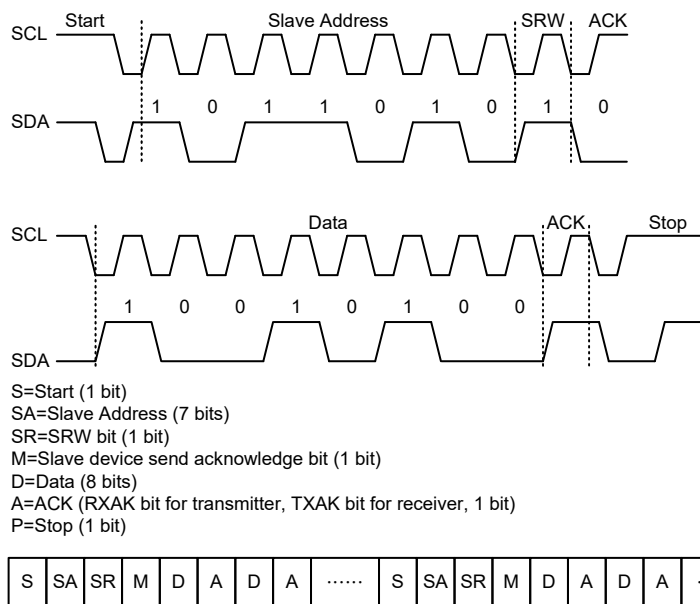 Start Slave Address SRW ACK
SCL
1 0 1 1 0 1 0 1 0
SDA
Data ACK Stop
SCL
1 0 0 1 0 1 0 0
SDA
S=Start (1 bit)
SA=Slave Address (7 bits)
SR=SRW bit (1 bit)
M=Slave device send acknowledge bit (1 bit)
D=Data (8 bits)
A=ACK (RXAK bit for transmitter, TXAK bit for receiver, 1 bit)
P=Stop (1 bit)
S SA SR M D A D A ...... S SA SR M D A D A